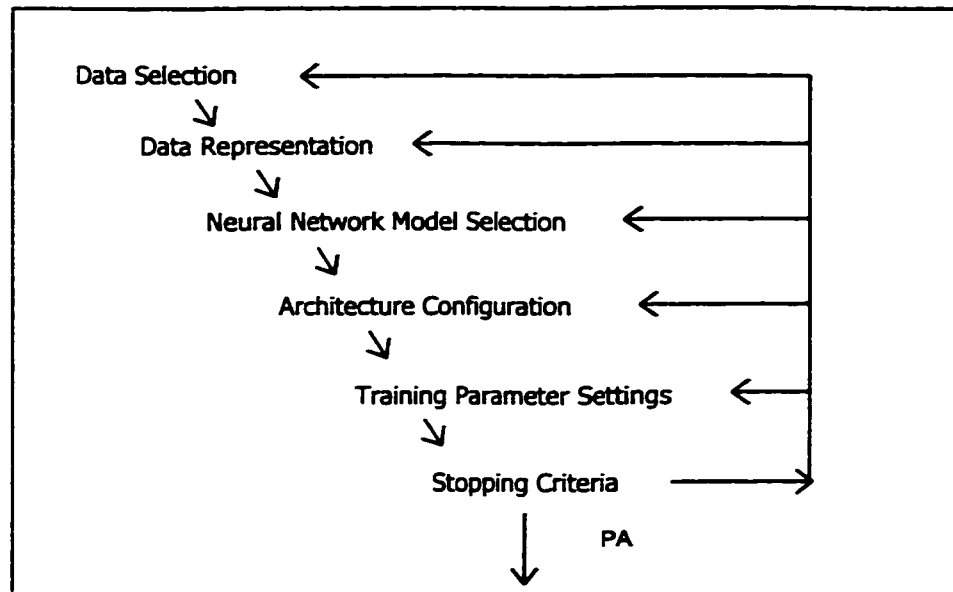 Data Selection
Data Representation
Neural Network Model Selection
Architecture Configuration
Training Parameter Settings
Stopping Criteria
PA